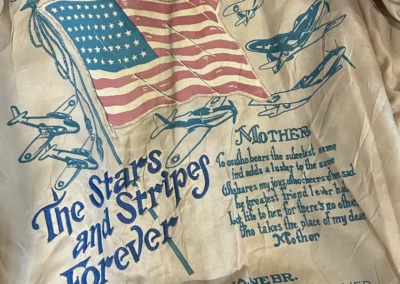 The Stars
and Stripes
Forever
MOTHER
To one who bears the sweetest name
And adds a luster to the same
Who shares my joys, who cheers when sad
the greatest friend I ever had
Long life to her, for there's no other
Who takes the place of my dear
Mother
NEBR.